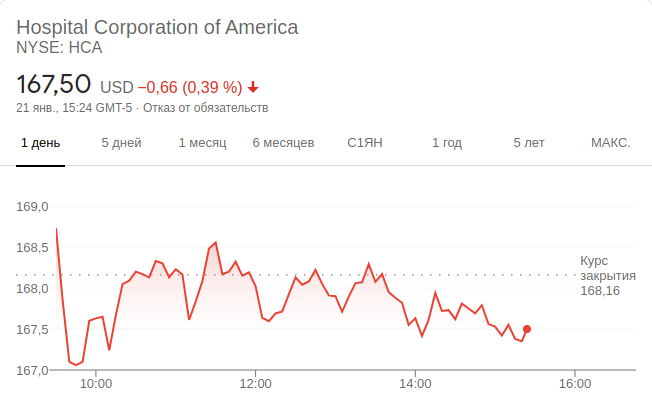 Hospital Corporation of America
NYSE: HCA
167,50 USD −0,66 (0,39 %)
21 янв., 15:24 GMT-5 · Отказ от обязательств
1 день 5 дней 1 месяц 6 месяцев С1ЯН 1 год 5 лет МАКС.
169,0
168,5
Курс
закрытия
168,16
168,0
167,5
167,0
10:00 12:00 14:00 16:00